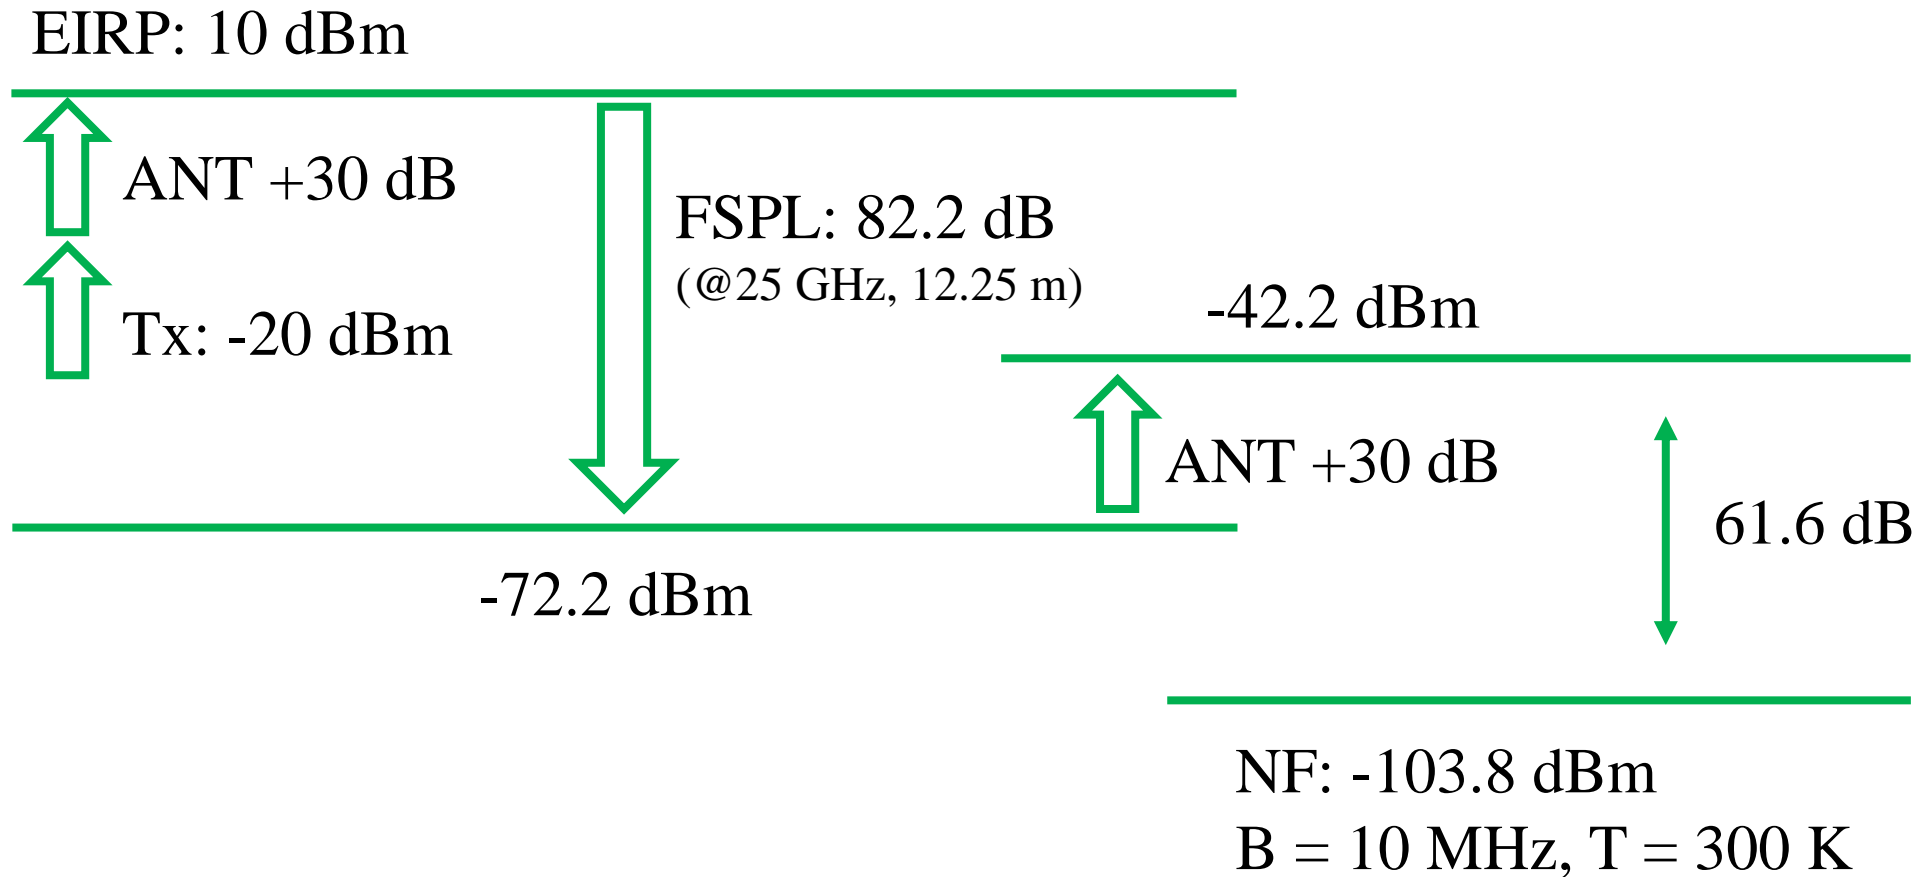 EIRP: 10 dBm
ANT +30 dB
Tx: -20 dBm
FSPL: 82.2 dB
(@25 GHz, 12.25 m)
-42.2 dBm
ANT +30 dB
61.6 dB
-72.2 dBm
NF: -103.8 dBm
B = 10 MHz, T = 300 K